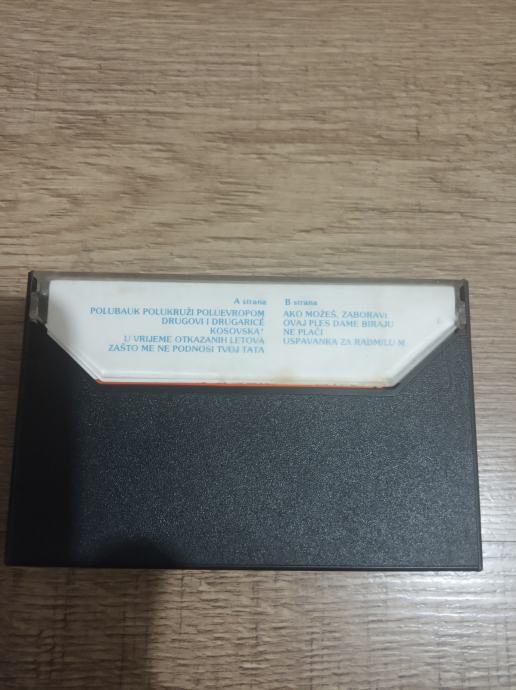 A strana
POLUBAUK POLUKRUŽI POLUEVROPOM
DRUGOVI I DRUGARICE
KOSOVSKA*
U VRIJEME OTKAZANIH LETOVA
ZAŠTO ME NE PODNOSI TVOJ TATA
B strana
AKO MOŽEŠ, ZABORAVI
OVAJ PLES DAME BIRAJU
NE PLAČI
USPAVANKA ZA RADMILU M